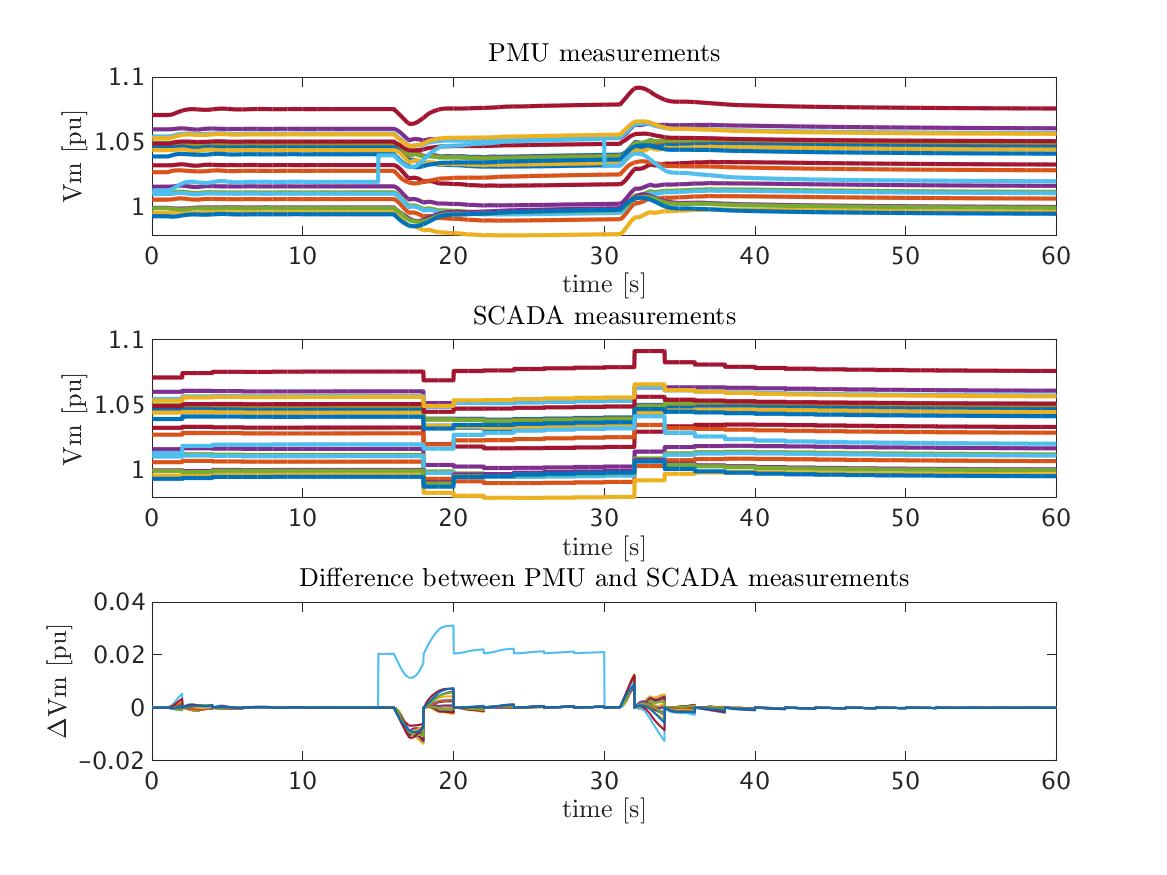 PMU measurements
1.1
1.05
1
Vm [pu]
0 10 20 30 40 50 60
time [s]
SCADA measurements
1.1
1.05
1
Vm [pu]
0 10 20 30 40 50 60
time [s]
Difference between PMU and SCADA measurements
0.04
0.02
0
−0.02
ΔVm [pu]
0 10 20 30 40 50 60
time [s]